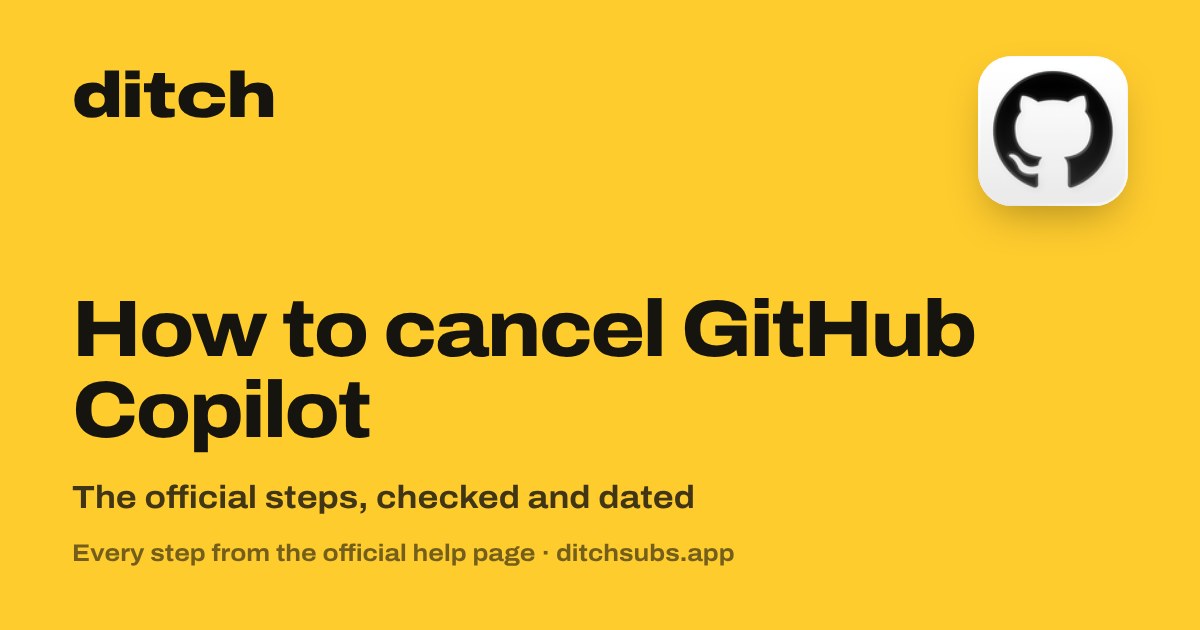 ditch
How to cancel GitHub
Copilot
The official steps, checked and dated
Every step from the official help page · ditchsubs.app